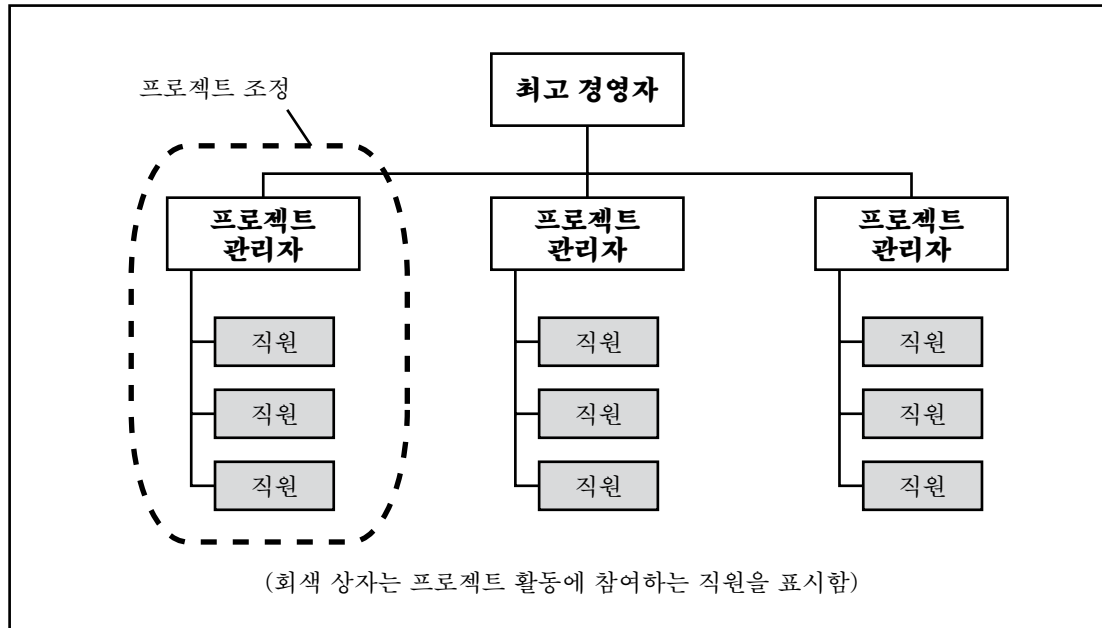 프로젝트 조정
최고 경영자
프로젝트
관리자
프로젝트
관리자
프로젝트
관리자
직원
직원
직원
직원
직원
직원
직원
직원
직원
(회색 상자는 프로젝트 활동에 참여하는 직원을 표시함)